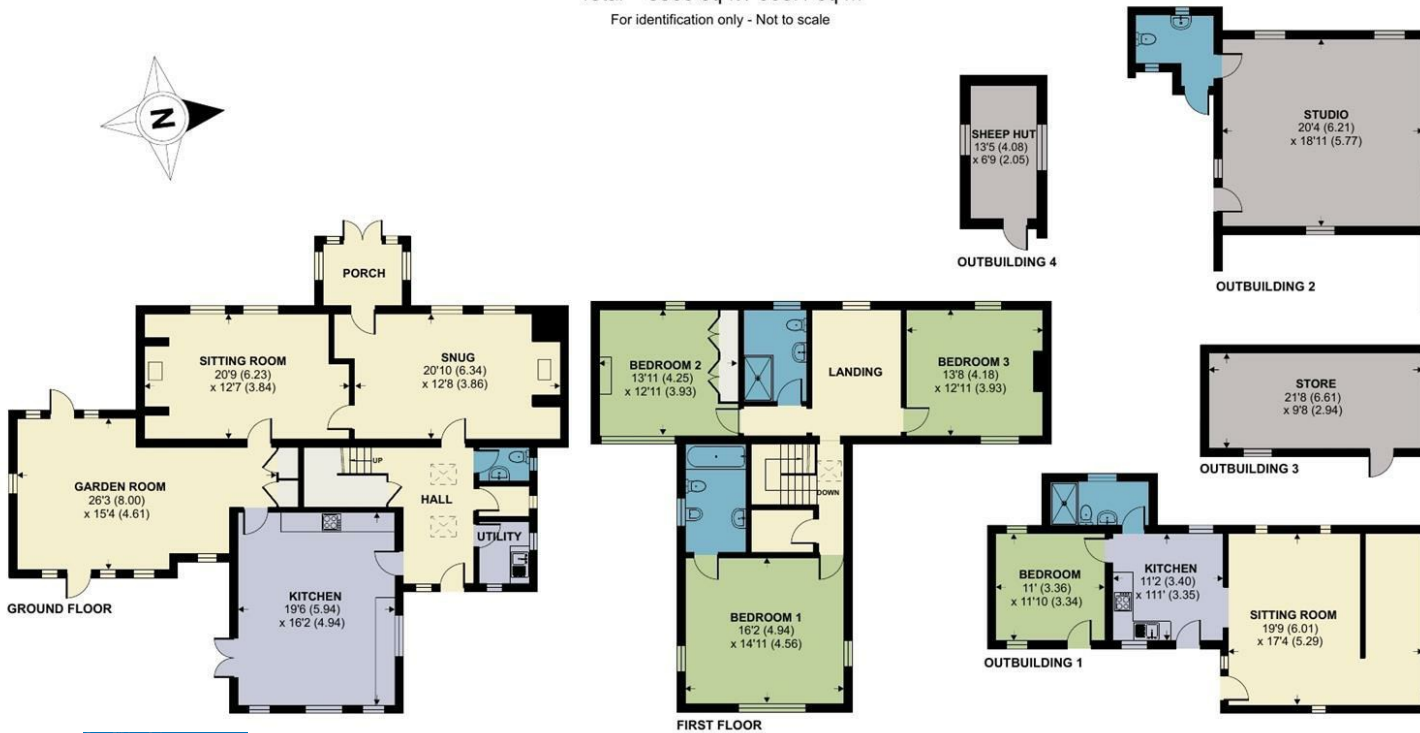 For identification only - Not to scale
N
SHEEP HUT
13'5 (4.08)
x 6'9 (2.05)
OUTBUILDING 4
STUDIO
20'4 (6.21)
x 18'11 (5.77)
OUTBUILDING 2
PORCH
SITTING ROOM
20'9 (6.23)
x 12'7 (3.84)
SNUG
20'10 (6.34)
x 12'8 (3.86)
GARDEN ROOM
26'3 (8.00)
x 15'4 (4.61)
UP
HALL
UTILITY
KITCHEN
19'6 (5.94)
x 16'2 (4.94)
GROUND FLOOR
BEDROOM 2
13'11 (4.25)
x 12'11 (3.93)
LANDING
BEDROOM 3
13'8 (4.18)
x 12'11 (3.93)
DOWN
BEDROOM 1
16'2 (4.94)
x 14'11 (4.56)
FIRST FLOOR
STORE
21'8 (6.61)
x 9'8 (2.94)
OUTBUILDING 3
BEDROOM
11' (3.36)
x 11'10 (3.34)
KITCHEN
11'2 (3.40)
x 111' (3.35)
SITTING ROOM
19'9 (6.01)
x 17'4 (5.29)
OUTBUILDING 1